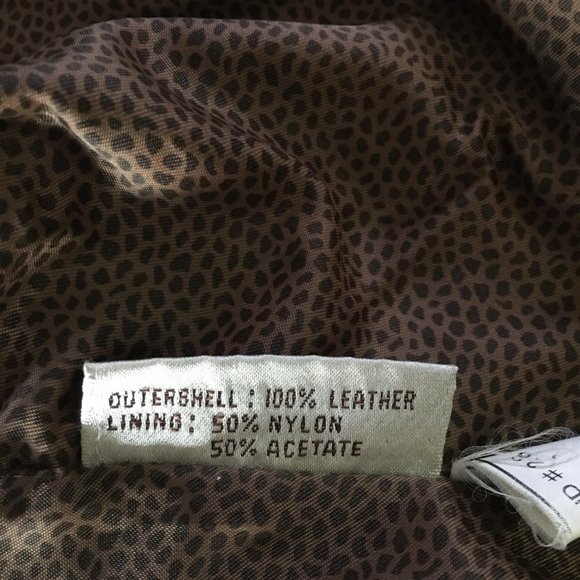 OUTERSHELL : 100% LEATHER
LINING : 50% NYLON
50% ACETATE